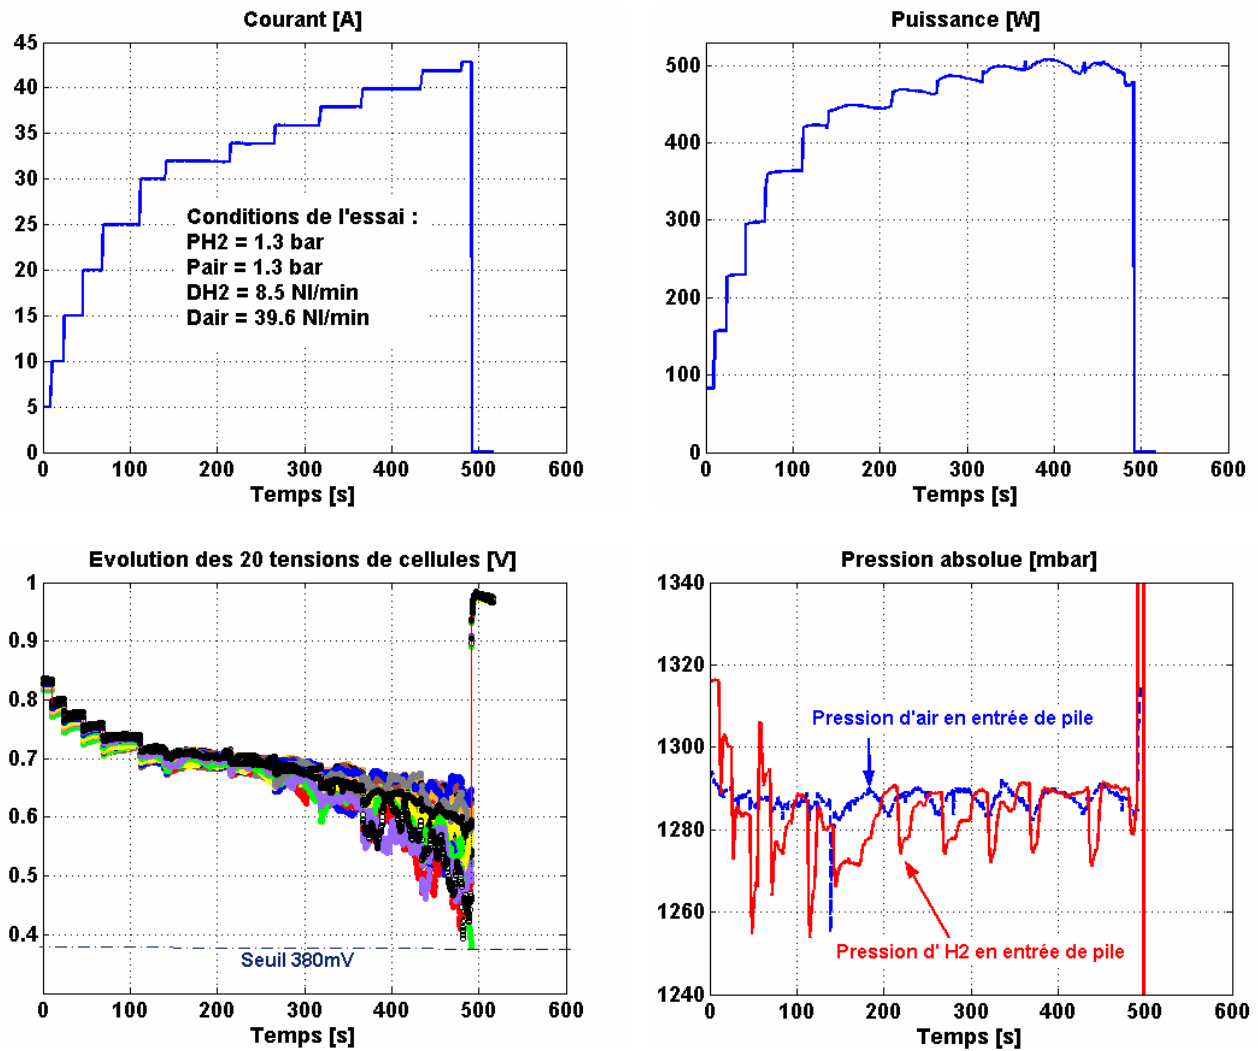 Courant [A]
45
40
35
30
25
20
15
10
5
0
Conditions de l'essai :
PH2 = 1.3 bar
Pair = 1.3 bar
DH2 = 8.5 Nl/min
Dair = 39.6 Nl/min
0 100 200 300 400 500 600
Temps [s]
Puissance [W]
500
400
300
200
100
0
0 100 200 300 400 500 600
Temps [s]
Evolution des 20 tensions de cellules [V]
1
0.9
0.8
0.7
0.6
0.5
0.4
Seuil 380mV
0 100 200 300 400 500 600
Temps [s]
Pression absolue [mbar]
1340
1320
1300
1280
1260
1240
Pression d'air en entrée de pile
Pression d' H2 en entrée de pile
0 100 200 300 400 500 600
Temps [s]